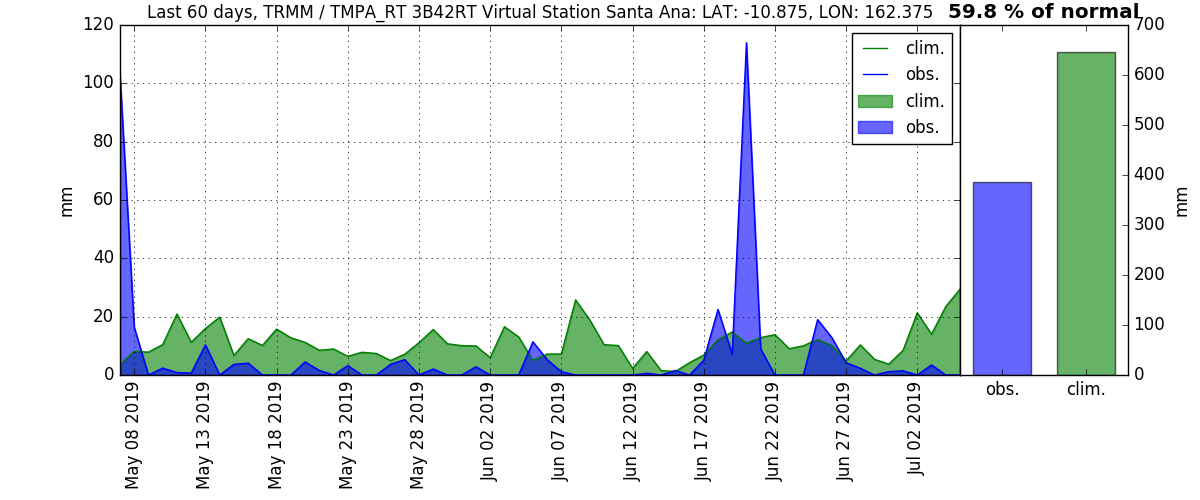 Last 60 days, TRMM / TMPA_RT 3B42RT Virtual Station Santa Ana: LAT: -10.875, LON: 162.375
59.8 % of normal
120
100
80
60
40
20
0
mm
clim.
obs.
clim.
obs.
700
600
500
400
300
200
100
0
mm
obs.
clim.
May 08 2019
May 13 2019
May 18 2019
May 23 2019
May 28 2019
Jun 02 2019
Jun 07 2019
Jun 12 2019
Jun 17 2019
Jun 22 2019
Jun 27 2019
Jul 02 2019